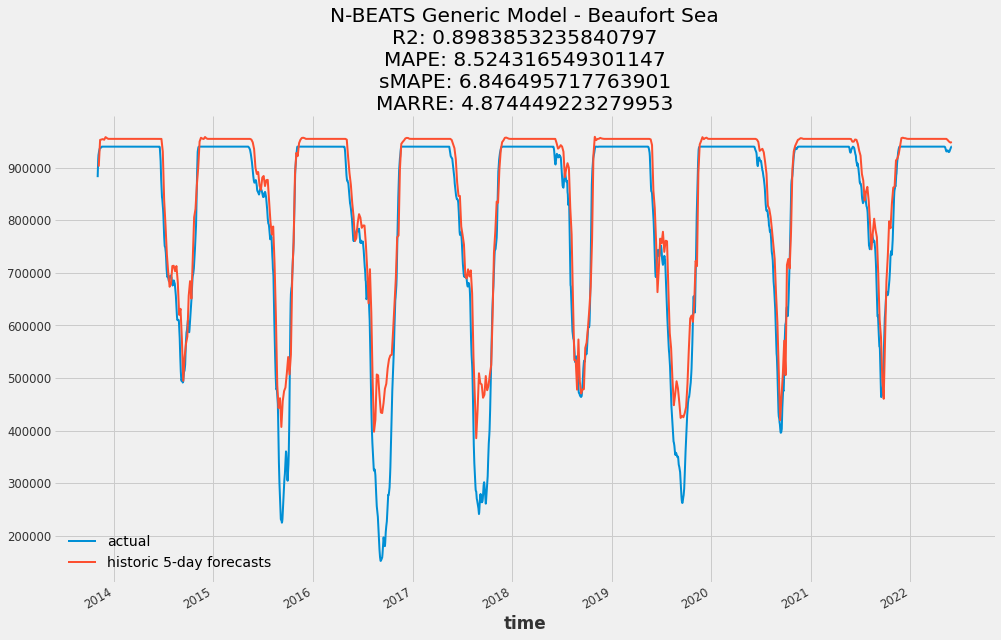 N-BEATS Generic Model - Beaufort Sea
R2: 0.8983853235840797
MAPE: 8.524316549301147
sMAPE: 6.846495717763901
MARRE: 4.874449223279953
900000
800000
700000
600000
500000
400000
300000
200000
actual
historic 5-day forecasts
2014
2015
2016
2017
2018
2019
2020
2021
2022
time